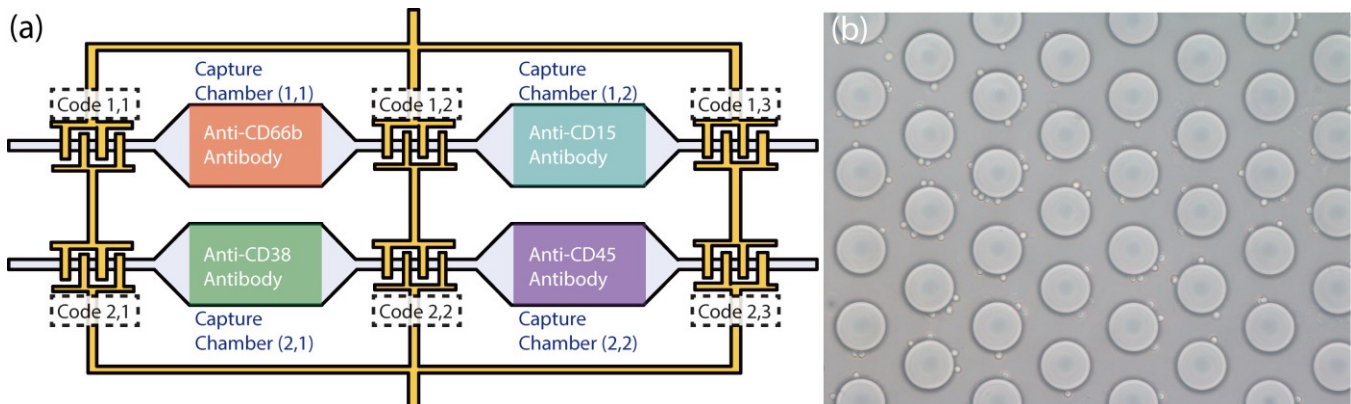 (a)
Capture
Chamber (1,1)
Capture
Chamber (1,2)
Code 1,1
Code 1,2
Code 1,3
Anti-CD66b
Antibody
Anti-CD15
Antibody
Anti-CD38
Antibody
Anti-CD45
Antibody
Code 2,1
Code 2,2
Code 2,3
Capture
Chamber (2,1)
Capture
Chamber (2,2)
(b)